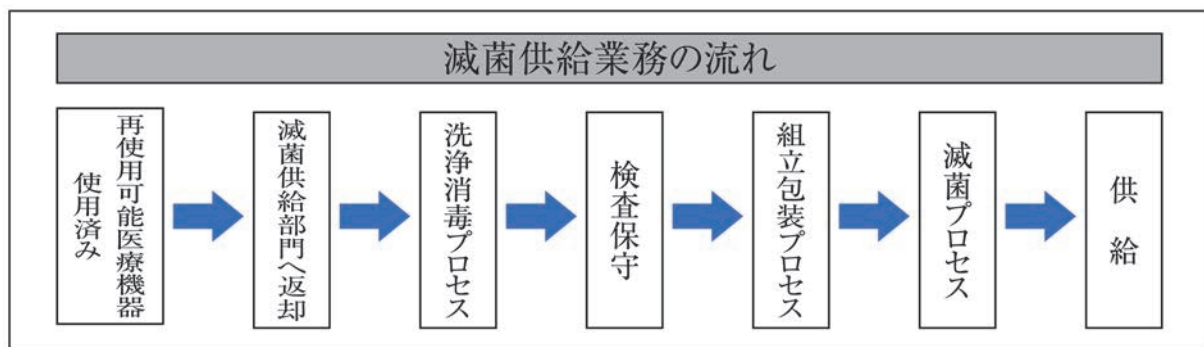 滅菌供給業務の流れ
再使用可能医療機器
使用済み
滅菌供給部門へ返却
洗浄消毒プロセス
検査保守
組立包装プロセス
滅菌プロセス
供給